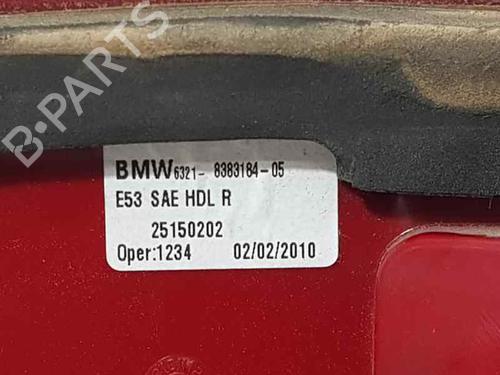 B-PARTS
BMW 6321- 8383184-05
E53 SAE HDL R
25150202
Oper:1234 02/02/2010